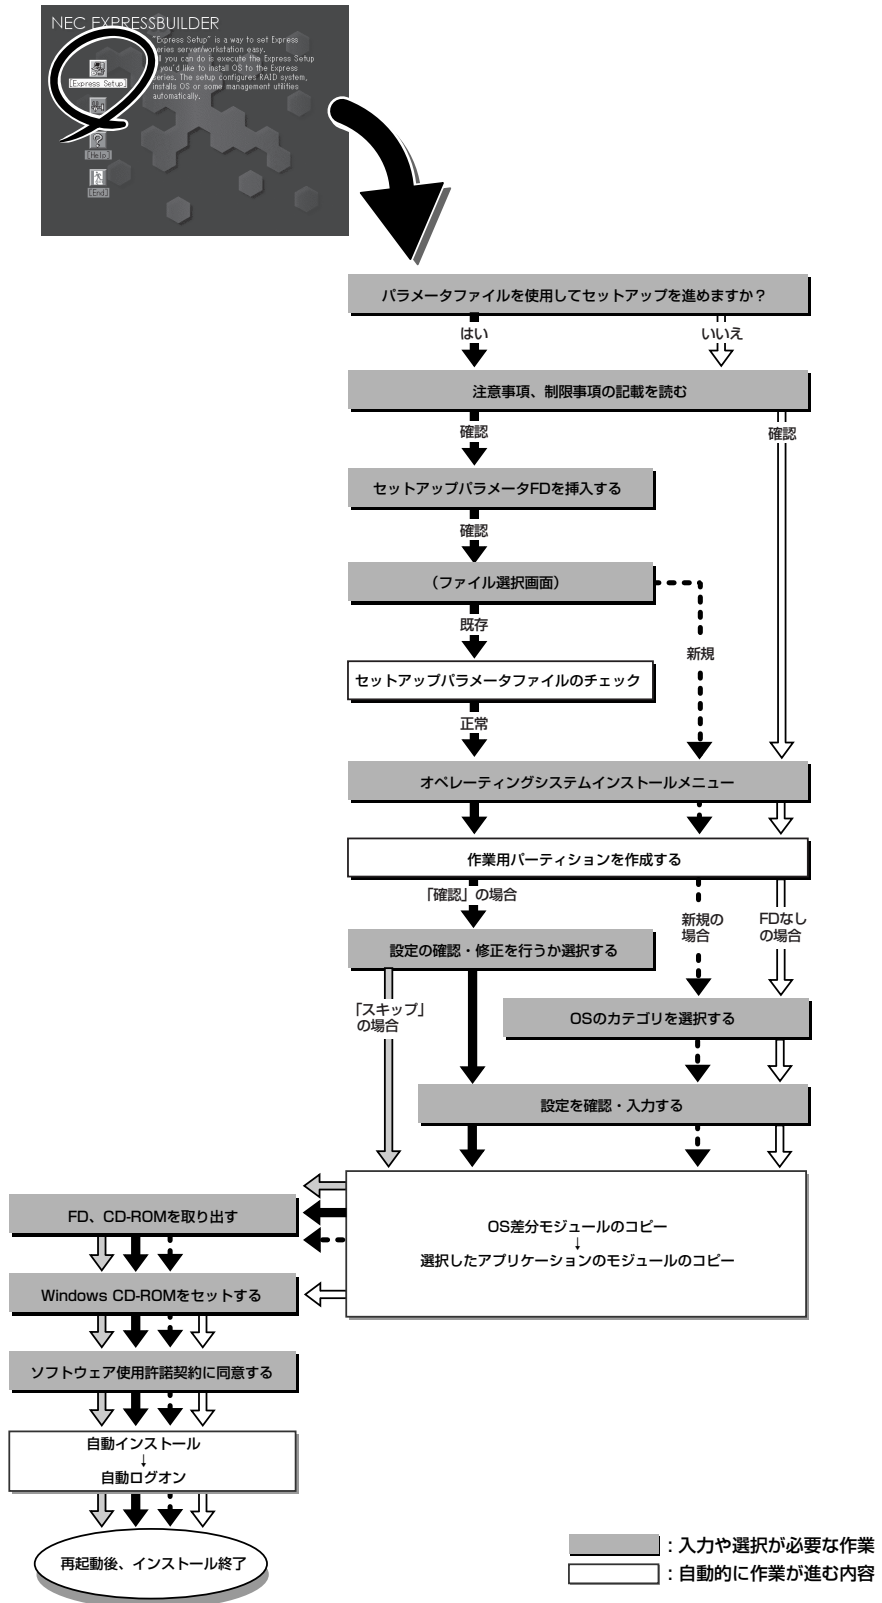 NEC EXPRESSBUILDER
"Express Setup" is a way to set Express
series server/workstation easy.
you can do is execute the Express Setup
you'd like to install OS to the Express
series. The setup configures RAID system,
installs OS or some management utilities
automatically.
[Express Setup]
[Help]
[End]
パラメータファイルを使用してセットアップを進めますか？
はい
いいえ
注意事項、制限事項の記載を読む
確認
確認
セットアップパラメータFDを挿入する
確認
（ファイル選択画面）
既存
新規
セットアップパラメータファイルのチェック
正常
オペレーティングシステムインストールメニュー
作業用パーティションを作成する
「確認」の場合
新規の
場合
FDなし
の場合
設定の確認・修正を行うか選択する
「スキップ」
の場合
OSのカテゴリを選択する
設定を確認・入力する
OS差分モジュールのコピー
↓
選択したアプリケーションのモジュールのコピー
FD、CD-ROMを取り出す
Windows CD-ROMをセットする
ソフトウェア使用許諾契約に同意する
自動インストール
↓
自動ログオン
再起動後、インストール終了
：入力や選択が必要な作業
：自動的に作業が進む内容